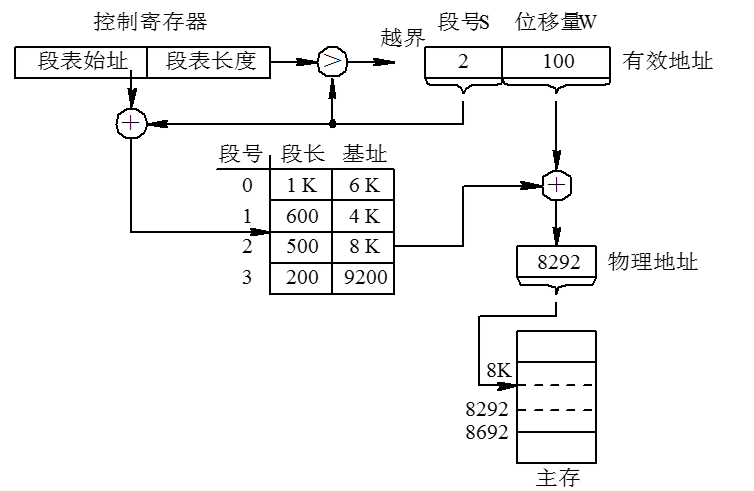 控制寄存器
段表始址 段表长度
>
越界
段号S 位移量W
2 100
有效地址
+
段号 段长 基址
0 1 K 6 K
1 600 4 K
2 500 8 K
3 200 9200
+
8292
物理地址
8K
8292
8692
主存